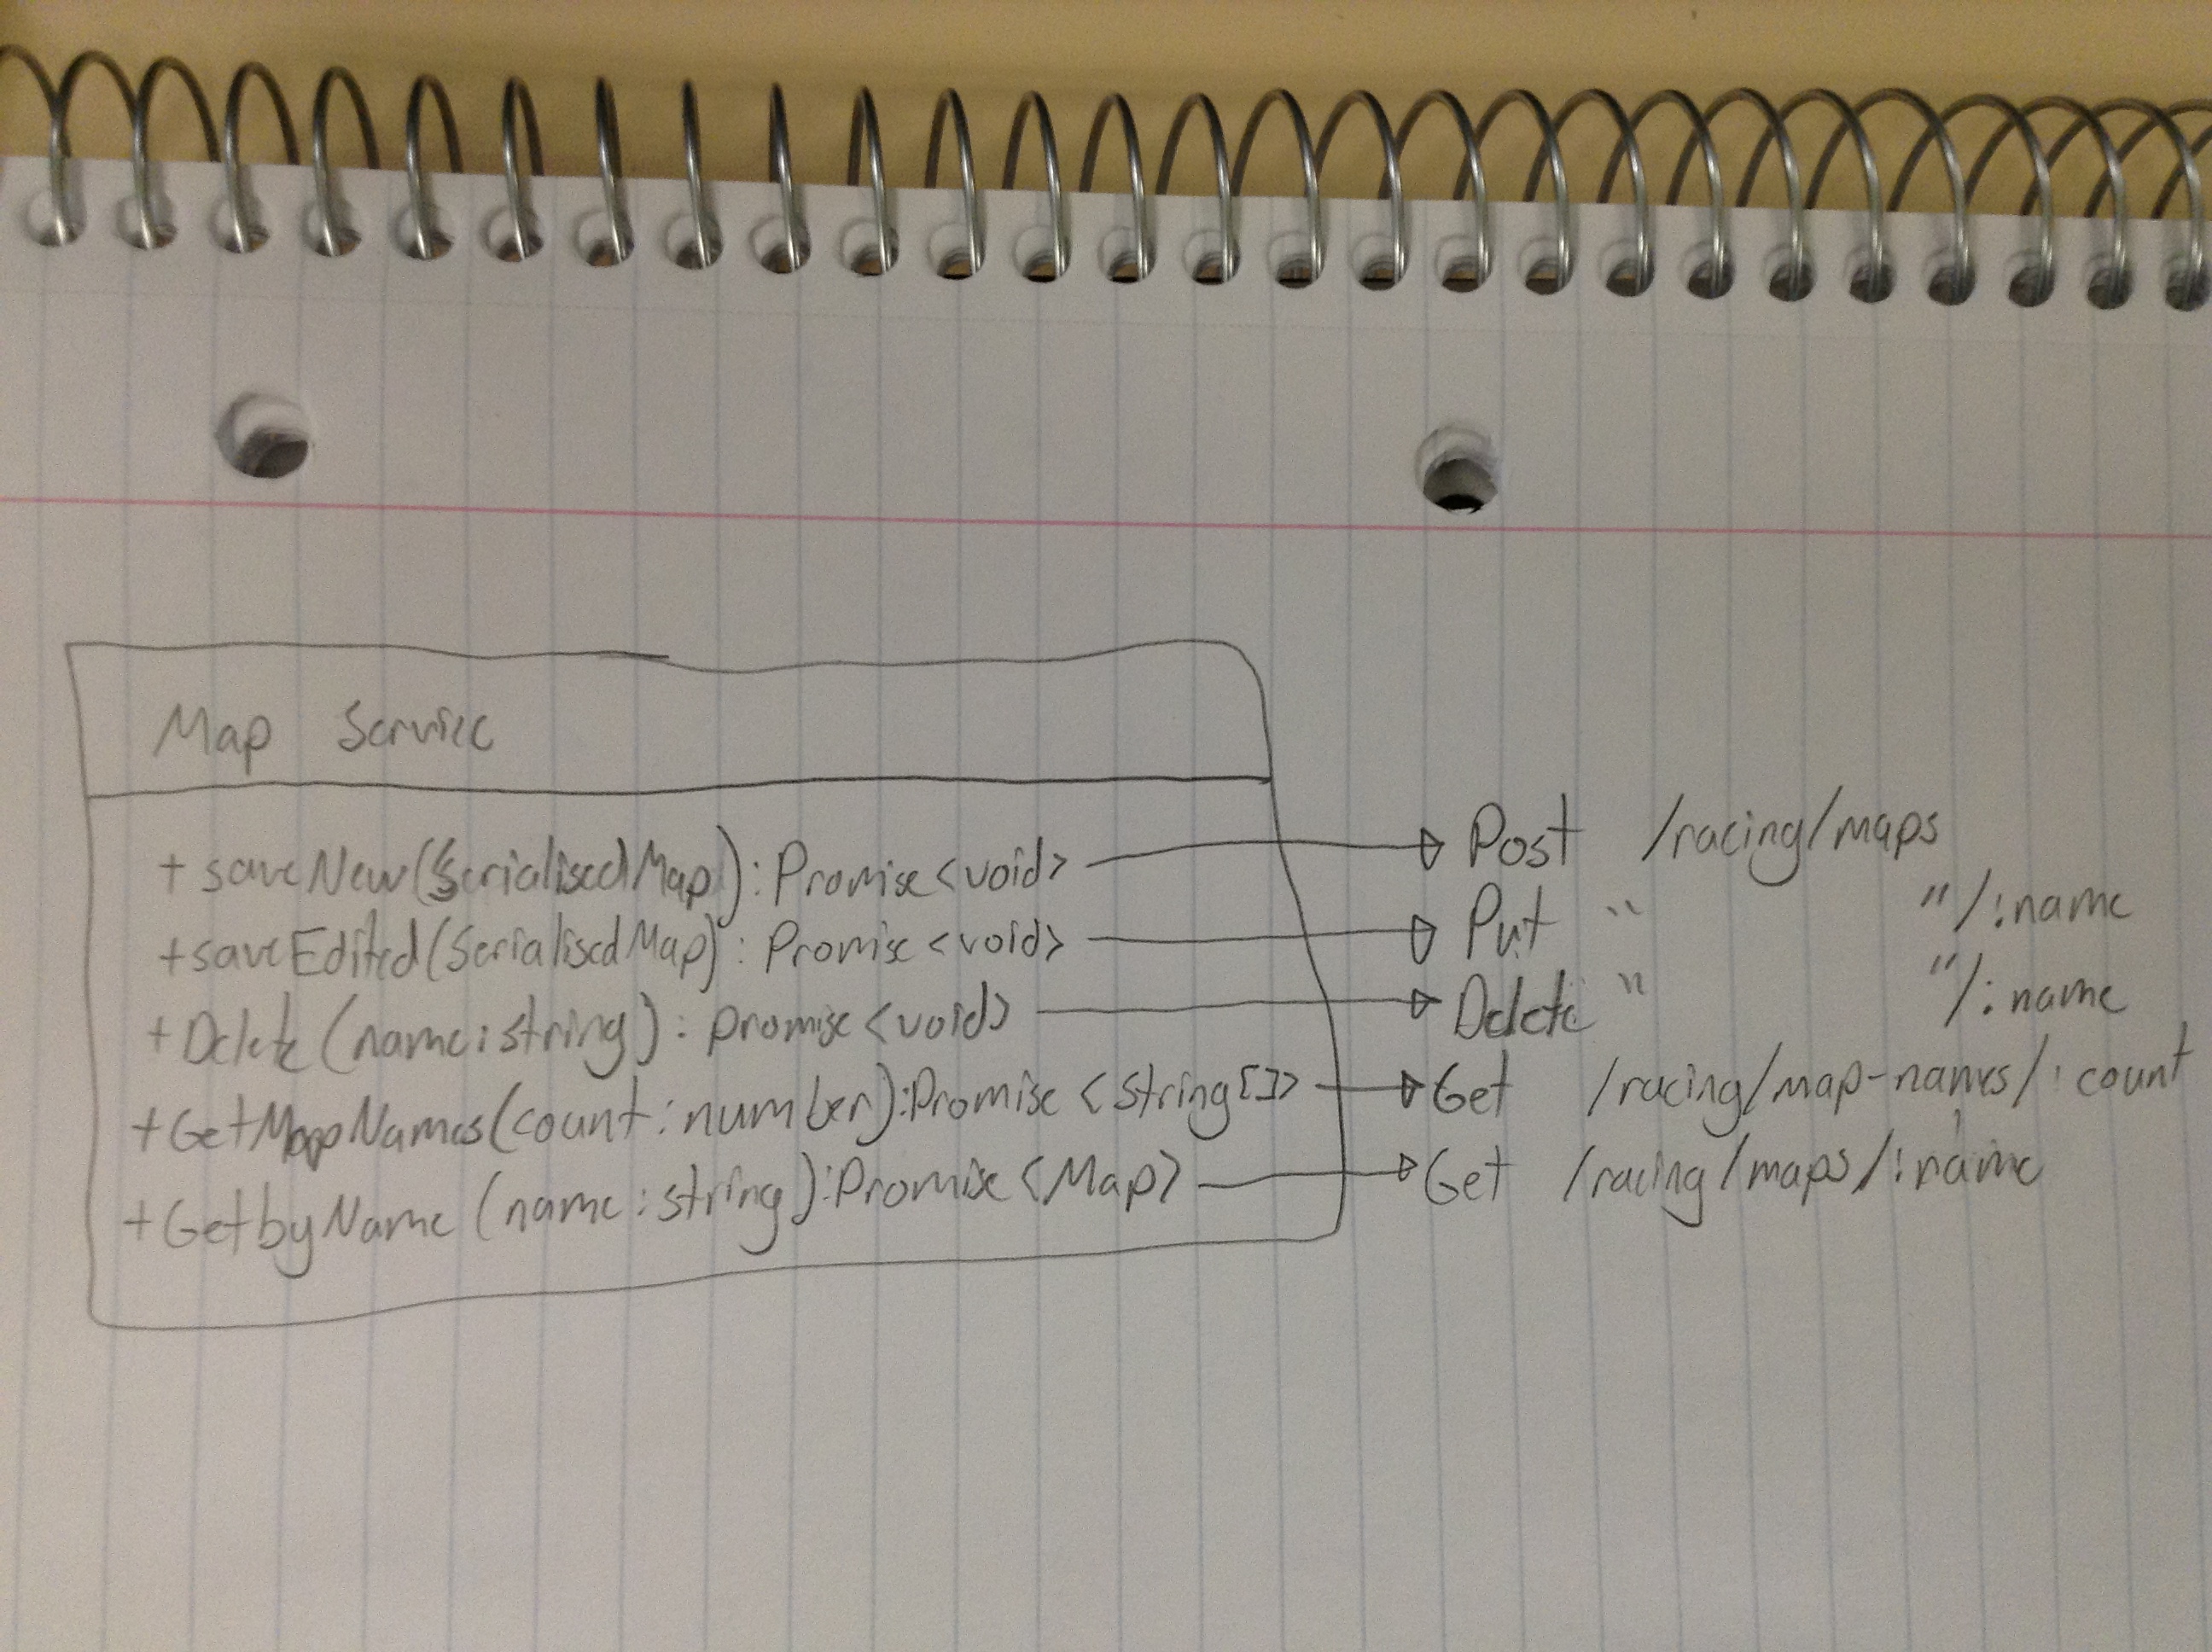 Map Service
+ saveNew(SerialisedMap): Promise<void> Post /racing/maps
+saveEdited(SerialisedMap): Promise<void> Put " "/:name
+Delete(name:string): promise<void> Delete " "/:name
+GetMapNames(count:number):Promise<string[]> Get /racing/map-names/:count
+GetbyName(name:string):Promise<Map> Get /racing/maps/:name